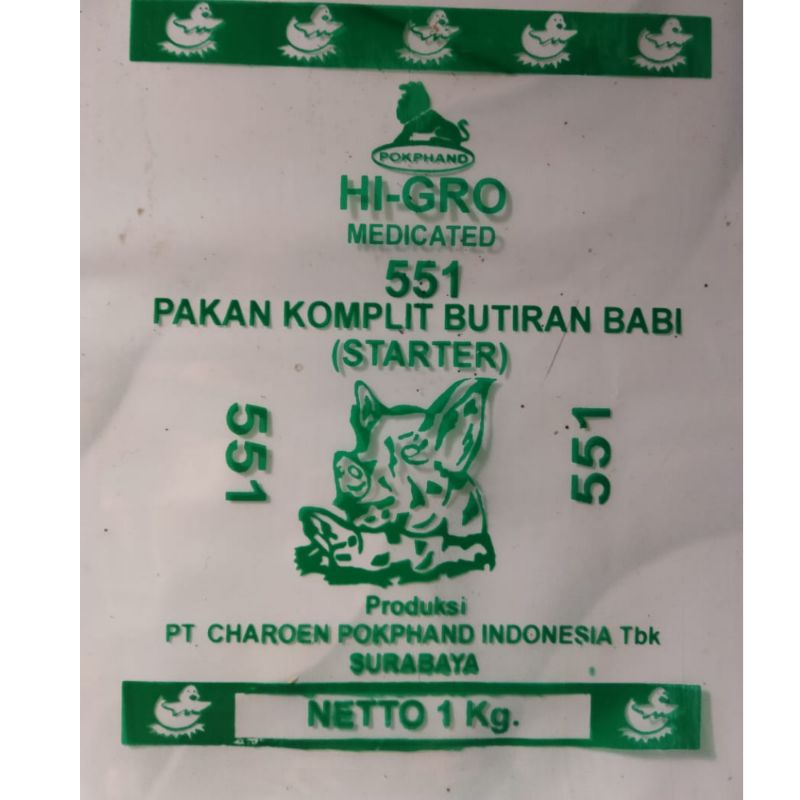 POKPHAND
HI-GRO
MEDICATED
551
PAKAN KOMPLIT BUTIRAN BABI
(STARTER)
551
551
Produksi
PT CHAROEN POKPHAND INDONESIA Tbk
SURABAYA
NETTO 1 Kg.